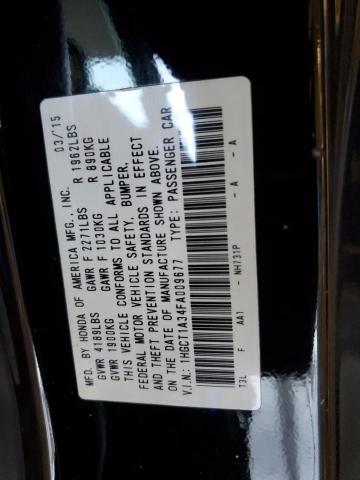 MFD. BY HONDA OF AMERICA MFG., INC. 03/15
GVWR 4189LBS GAWR F 2271LBS R 1962LBS
GVWR 1900KG GAWR F 1030KG R 890KG
THIS VEHICLE CONFORMS TO ALL APPLICABLE
FEDERAL MOTOR VEHICLE SAFETY, BUMPER,
THEFT PREVENTION STANDARDS IN EFFECT
ON THE DATE OF MANUFACTURE SHOWN ABOVE.
V.I.N.: 1HGCT1A34FA009677 TYPE: PASSENGER CAR
T3L F AA1 - NH731P - A - A